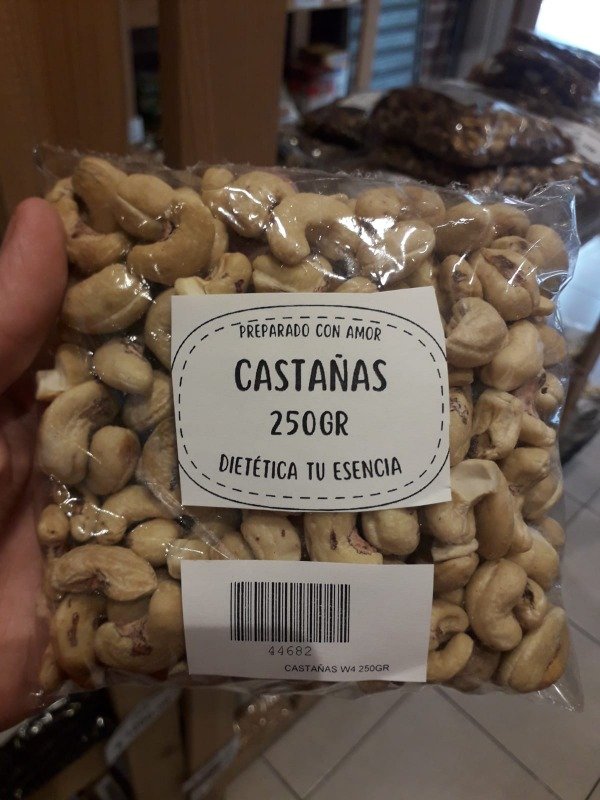 PREPARADO CON AMOR
CASTAÑAS
250GR
DIETÉTICA TU ESENCIA
44682
CASTAÑAS W4 250GR